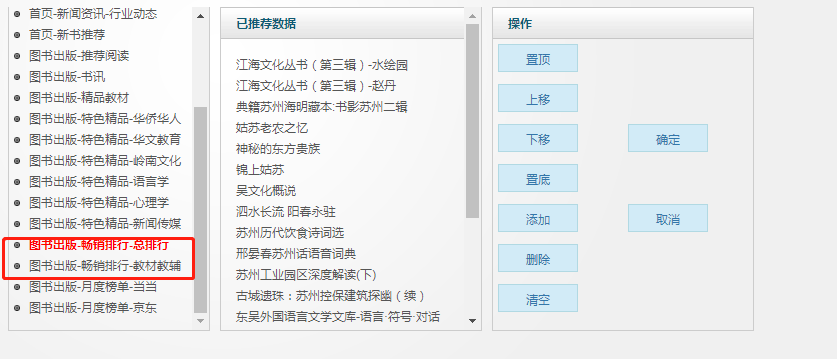 首页-新闻资讯-行业动态
首页-新书推荐
图书出版-推荐阅读
图书出版-书讯
图书出版-精品教材
图书出版-特色精品-华侨华人
图书出版-特色精品-华文教育
图书出版-特色精品-岭南文化
图书出版-特色精品-语言学
图书出版-特色精品-心理学
图书出版-特色精品-新闻传媒
图书出版-畅销排行-总排行
图书出版-畅销排行-教材教辅
图书出版-月度榜单-当当
图书出版-月度榜单-京东
已推荐数据
江海文化丛书（第三辑）-水绘园
江海文化丛书（第三辑）-赵丹
典籍苏州海明藏本:书影苏州二辑
姑苏老农之忆
神秘的东方贵族
锦上姑苏
吴文化概说
泗水长流 阳春永驻
苏州历代饮食诗词选
邢晏春苏州话语音词典
苏州工业园区深度解读(下)
古城遗珠：苏州控保建筑探幽（续）
东吴外国语言文学文库-语言·符号·对话
操作
置顶
上移
下移
确定
置底
添加
取消
删除
清空